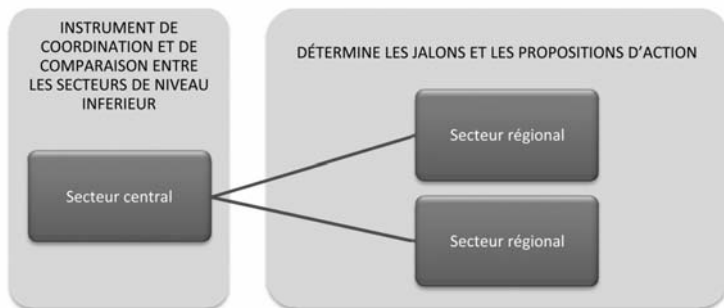 INSTRUMENT DE
COORDINATION ET DE
COMPARAISON ENTRE
LES SECTEURS DE NIVEAU
INFERIEUR
Secteur central
DÉTERMINE LES JALONS ET LES PROPOSITIONS D’ACTION
Secteur régional
Secteur régional